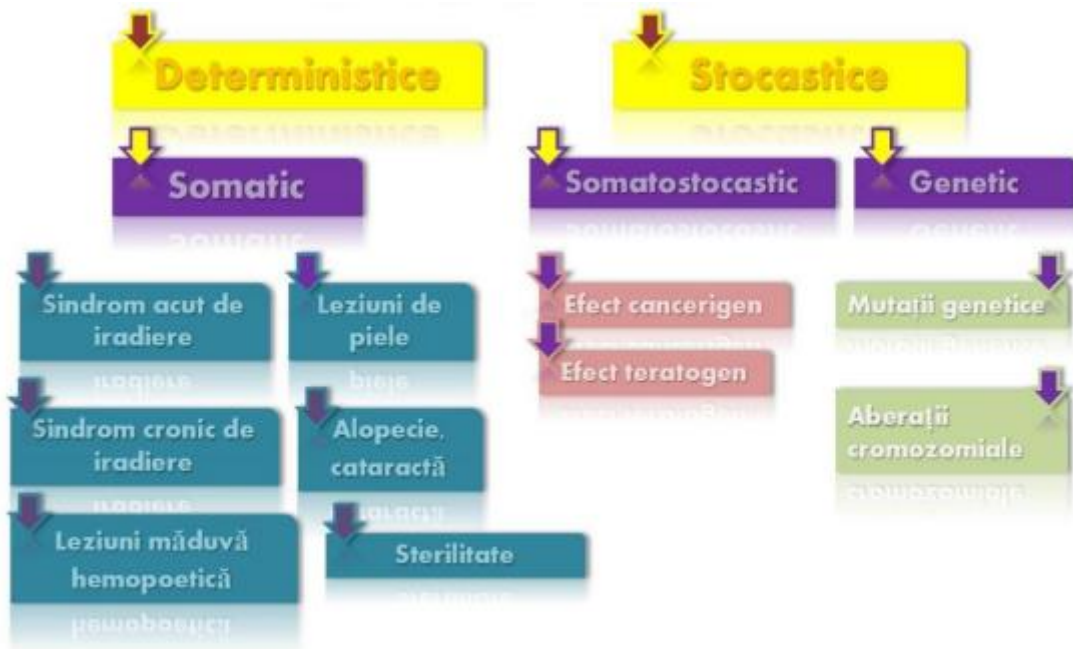 Deterministice
Stocastice
Somatic
Somatostocastic
Genetic
Sindrom acut de
iradiere
Leziuni de
piele
Efect cancerigen
Mutații genetice
Efect teratogen
Sindrom cronic de
iradiere
Alopecie,
cataractă
Aberații
cromozomiale
Leziuni măduvă
hemopoetică
Sterilitate